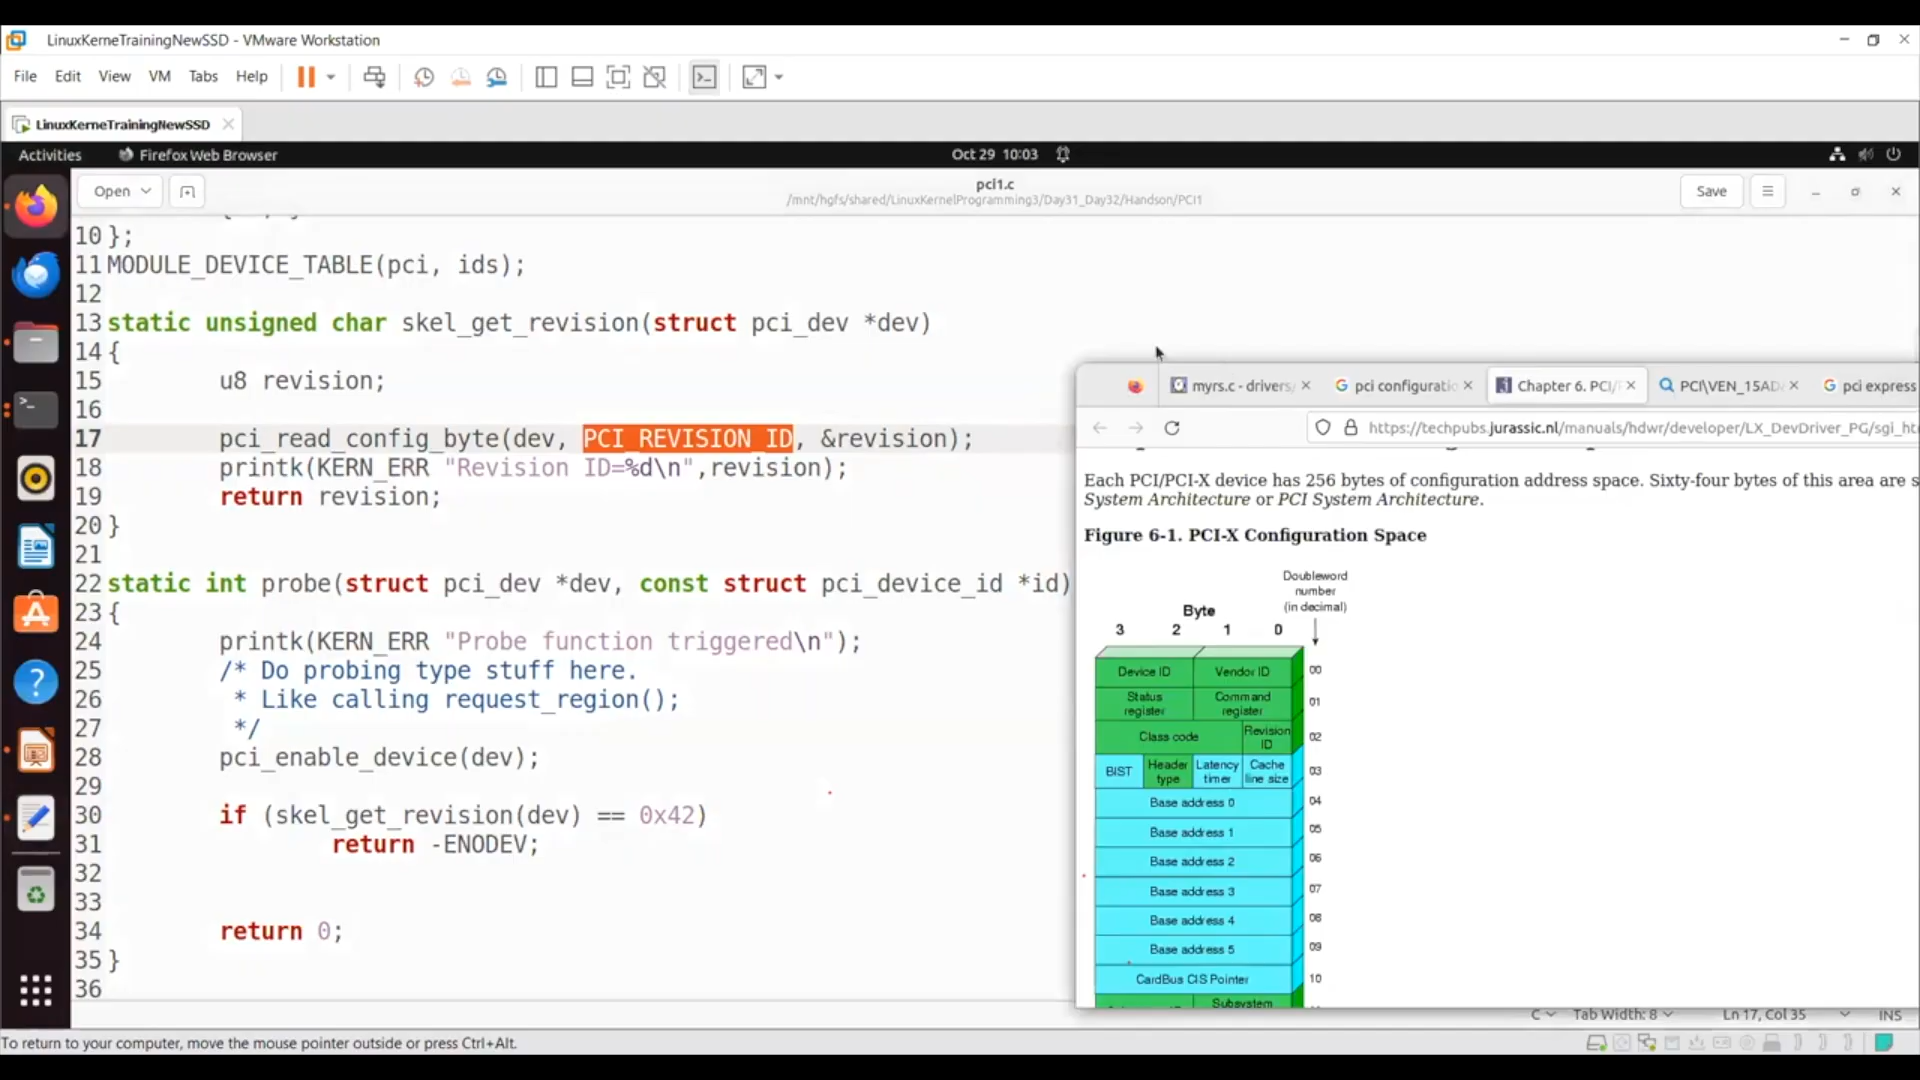 LinuxKerneTrainingNewSSD - VMware Workstation
File Edit View VM Tabs Help
LinuxKerneTrainingNewSSD
Activities Firefox Web Browser Oct 29 10:03
Open pci1.c Save
/mnt/hgfs/shared/LinuxKernelProgramming3/Day31_Day32/Handson/PCI1
10 };
11 MODULE_DEVICE_TABLE(pci, ids);
12
13 static unsigned char skel_get_revision(struct pci_dev *dev)
14 {
15 u8 revision;
16
17 pci_read_config_byte(dev, PCI_REVISION_ID, &revision);
18 printk(KERN_ERR "Revision ID=%d\n",revision);
19 return revision;
20 }
21
22 static int probe(struct pci_dev *dev, const struct pci_device_id *id)
23 {
24 printk(KERN_ERR "Probe function triggered\n");
25 /* Do probing type stuff here.
26 * Like calling request_region();
27 */
28 pci_enable_device(dev);
29
30 if (skel_get_revision(dev) == 0x42)
31 return -ENODEV;
32
33
34 return 0;
35 }
36
myrs.c - drivers/ pci configuratio Chapter 6. PCI/ PCI\VEN_15AD pci express
https://techpubs.jurassic.nl/manuals/hdwr/developer/LX_DevDriver_PG/sgi_ht
Each PCI/PCI-X device has 256 bytes of configuration address space. Sixty-four bytes of this area are s
System Architecture or PCI System Architecture.
Figure 6-1. PCI-X Configuration Space
Doubleword
number
(in decimal)
Byte
3 2 1 0
Device ID Vendor ID 00
Status register Command register 01
Class code Revision ID 02
BIST Header type Latency timer Cache line size 03
Base address 0 04
Base address 1 05
Base address 2 06
Base address 3 07
Base address 4 08
Base address 5 09
CardBus CIS Pointer 10
Subsystem
C Tab Width: 8 Ln 17, Col 35 INS
To return to your computer, move the mouse pointer outside or press Ctrl+Alt.